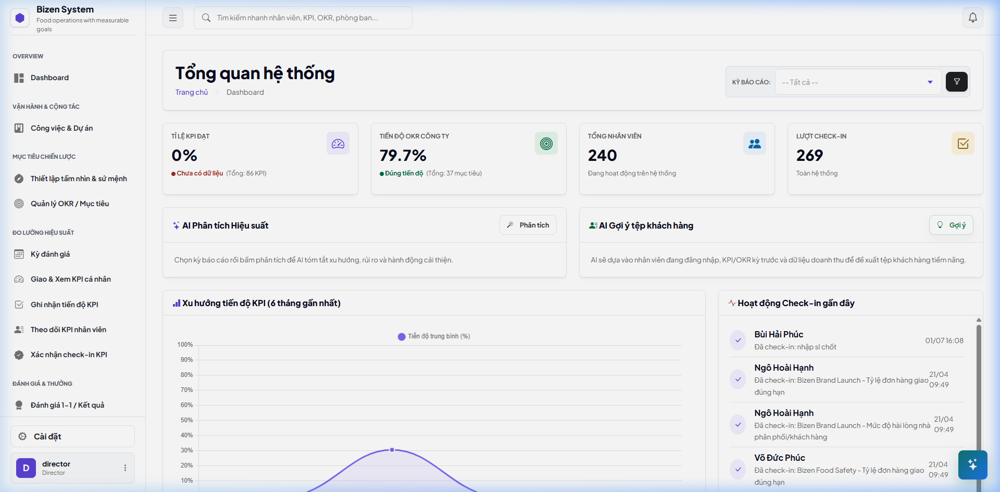 Bizen System
Food operations with measurable
goals
OVERVIEW
Dashboard
VẬN HÀNH & CỘNG TÁC
Công việc & Dự án
MỤC TIÊU CHIẾN LƯỢC
Thiết lập tầm nhìn & sứ mệnh
Quản lý OKR / Mục tiêu
ĐO LƯỜNG HIỆU SUẤT
Kỳ đánh giá
Giao & Xem KPI cá nhân
Ghi nhận tiến độ KPI
Theo dõi KPI nhân viên
Xác nhận check-in KPI
ĐÁNH GIÁ & THƯỞNG
Đánh giá 1-1 / Kết quả
Cài đặt
D
director
Director
Tìm kiếm nhanh nhân viên, KPI, OKR, phòng ban...
Tổng quan hệ thống
Trang chủ
Dashboard
KỲ BÁO CÁO:
-- Tất cả --
TỈ LỆ KPI ĐẠT
0%
Chưa có dữ liệu (Tổng: 86 KPI)
TIẾN ĐỘ OKR CÔNG TY
79.7%
Đúng tiến độ (Tổng: 37 mục tiêu)
TỔNG NHÂN VIÊN
240
Đang hoạt động trên hệ thống
LƯỢT CHECK-IN
269
Toàn hệ thống
AI Phân tích Hiệu suất
Phân tích
Chọn kỳ báo cáo rồi bấm phân tích để AI tóm tắt xu hướng, rủi ro và hành động cải thiện.
AI Gợi ý tệp khách hàng
Gợi ý
AI sẽ dựa vào nhân viên đang đăng nhập, KPI/OKR kỳ trước và dữ liệu doanh thu để đề xuất tệp khách hàng tiềm năng.
Xu hướng tiến độ KPI (6 tháng gần nhất)
Tiến độ trung bình (%)
100%
90%
80%
70%
60%
50%
40%
30%
20%
10%
Hoạt động Check-in gần đây
Bùi Hải Phúc
Đã check-in: nhập sl chốt
01/07 16:08
Ngô Hoài Hạnh
Đã check-in: Bizen Brand Launch - Tỷ lệ đơn hàng giao
đúng hạn
21/04
09:49
Ngô Hoài Hạnh
Đã check-in: Bizen Brand Launch - Mức độ hài lòng nhà
phân phối/khách hàng
21/04
09:49
Võ Đức Phúc
Đã check-in: Bizen Food Safety - Tỷ lệ đơn hàng giao
đúng hạn
21/04
09:49